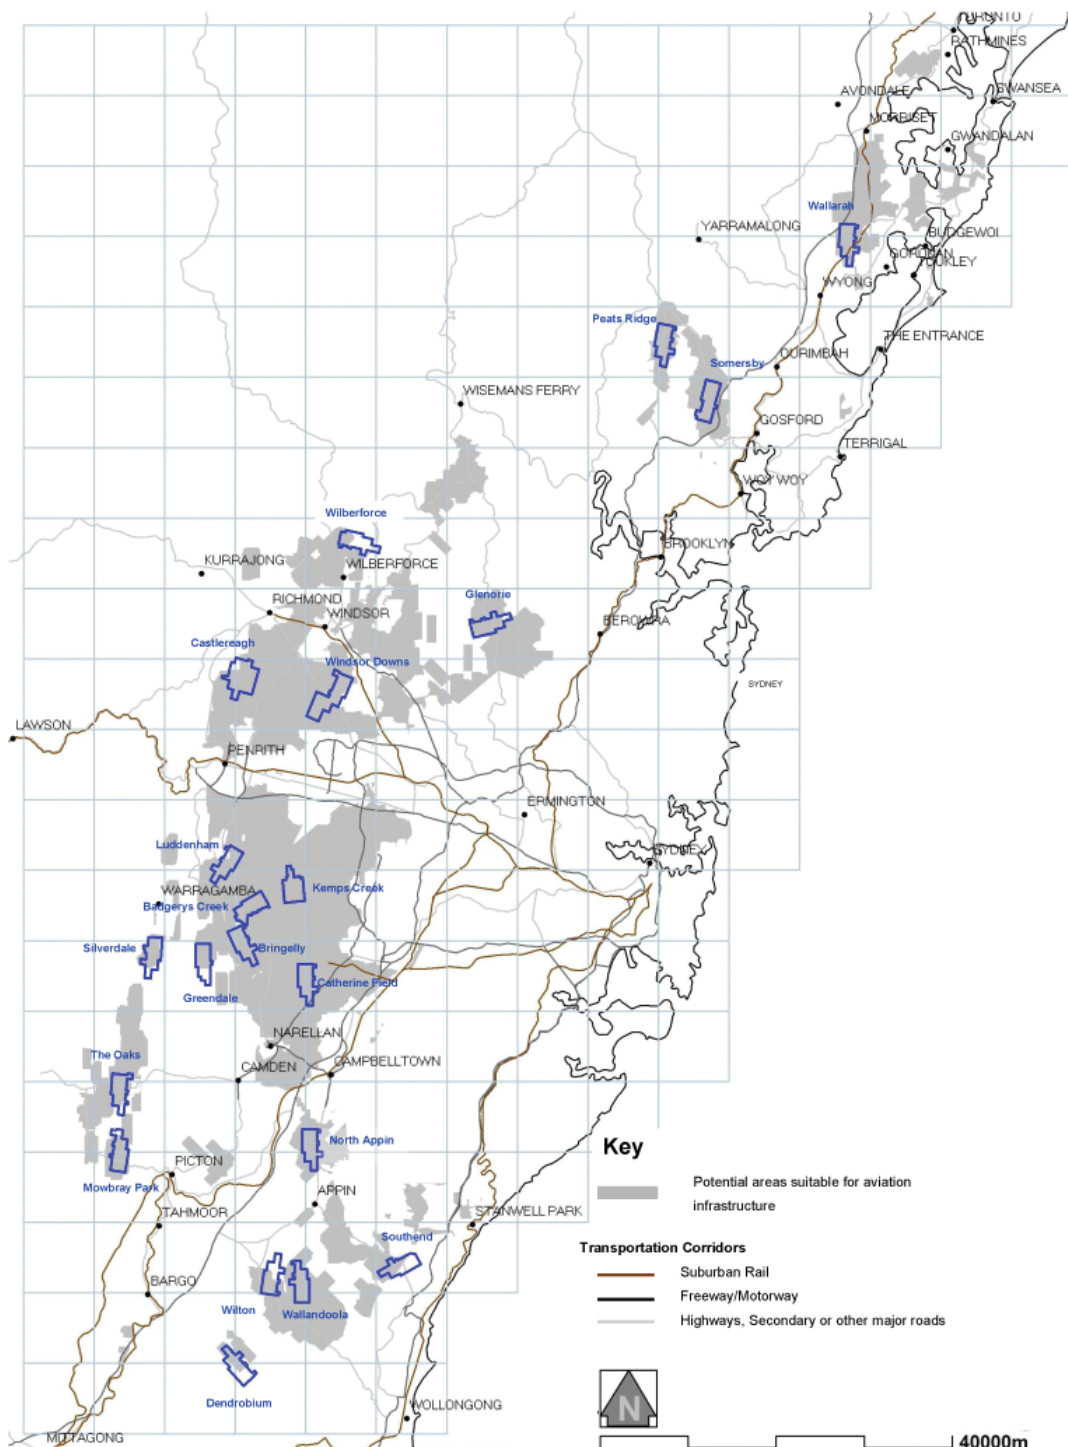 TORONTO
RATHMINES
SWANSEA
AVONDALE
MORRISET
GWANDALAN
Wallarah
YARRAMALONG
BUDGEWOI
GOROKAN
TOUKLEY
WYONG
Peats Ridge
THE ENTRANCE
OURIMBAH
Somersby
WISEMANS FERRY
GOSFORD
TERRIGAL
WOY WOY
Wilberforce
BROOKLYN
KURRAJONG
WILBERFORCE
Glenorie
RICHMOND
WINDSOR
BEROWRA
Castlereagh
Windsor Downs
SYDNEY
LAWSON
PENRITH
ERMINGTON
Luddenham
SYDNEY
WARRAGAMBA
Kemps Creek
Badgerys Creek
Silverdale
Bringelly
Catherine Field
Greendale
NARELLAN
The Oaks
CAMDEN
CAMPBELLTOWN
North Appin
Key
PICTON
Mowbray Park
Potential areas suitable for aviation
infrastructure
APPIN
TAHMOOR
STANWELL PARK
Southend
Transportation Corridors
Suburban Rail
BARGO
Freeway/Motorway
Wilton
Wallandoola
Highways, Secondary or other major roads
Dendrobium
WOLLONGONG
N
MITTAGONG
40000m